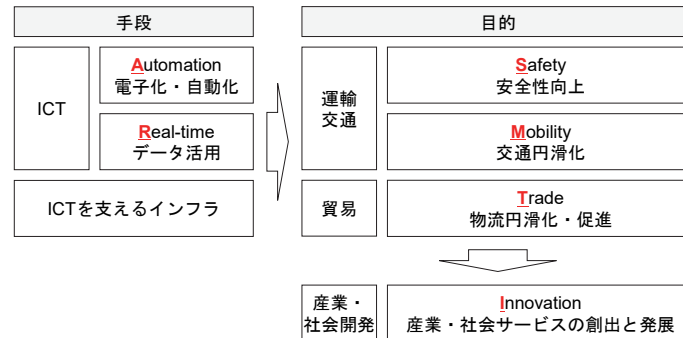 手段
ICT
Automation
電子化・自動化
Real-time
データ活用
ICTを支えるインフラ
目的
運輸
交通
Safety
安全性向上
Mobility
交通円滑化
貿易
Trade
物流円滑化・促進
産業・
社会開発
Innovation
産業・社会サービスの創出と発展